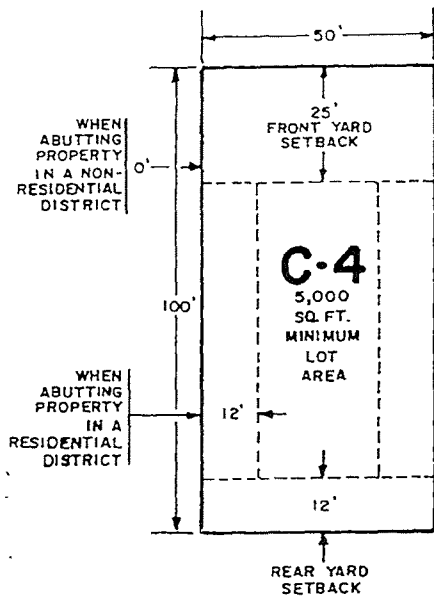 50'
25'
FRONT YARD
SETBACK
WHEN
ABUTTING
PROPERTY
IN A NON-
RESIDENTIAL
DISTRICT
0'
C-4
5,000
SQ. FT.
MINIMUM
LOT
AREA
100'
WHEN
ABUTTING
PROPERTY
IN A
RESIDENTIAL
DISTRICT
12'
12'
REAR YARD
SETBACK